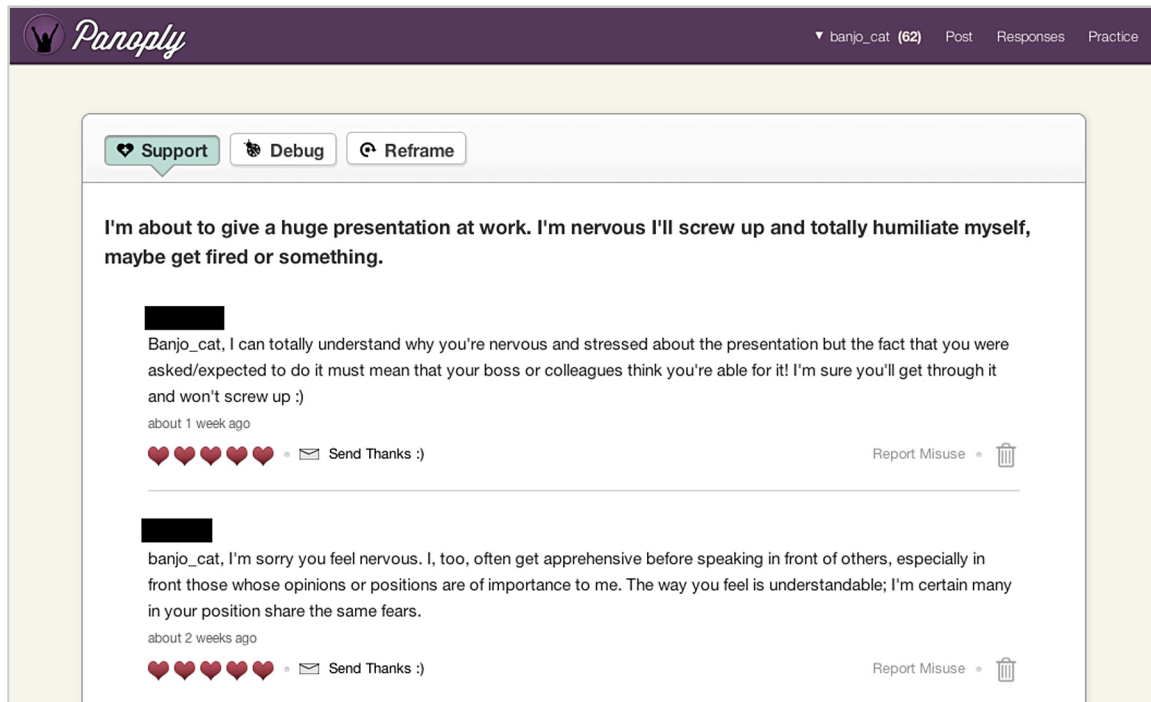 Panoply
▼ banjo_cat (62) Post Responses Practice
Support Debug Reframe
I'm about to give a huge presentation at work. I'm nervous I'll screw up and totally humiliate myself,
maybe get fired or something.
Banjo_cat, I can totally understand why you're nervous and stressed about the presentation but the fact that you were
asked/expected to do it must mean that your boss or colleagues think you're able for it! I'm sure you'll get through it
and won't screw up :)
about 1 week ago
Send Thanks :) Report Misuse
banjo_cat, I'm sorry you feel nervous. I, too, often get apprehensive before speaking in front of others, especially in
front those whose opinions or positions are of importance to me. The way you feel is understandable; I'm certain many
in your position share the same fears.
about 2 weeks ago
Send Thanks :) Report Misuse